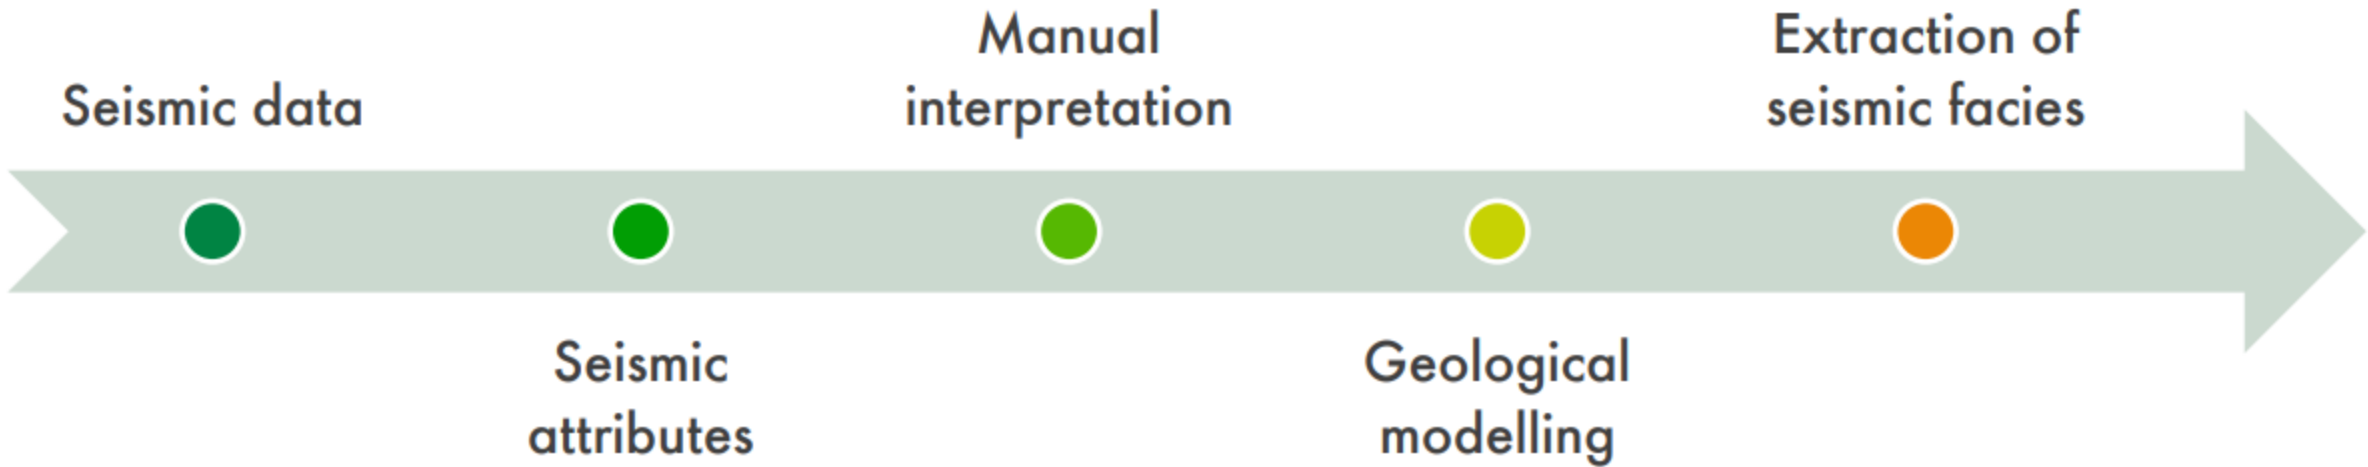 Seismic data
Seismic
attributes
Manual
interpretation
Geological
modelling
Extraction of
seismic facies